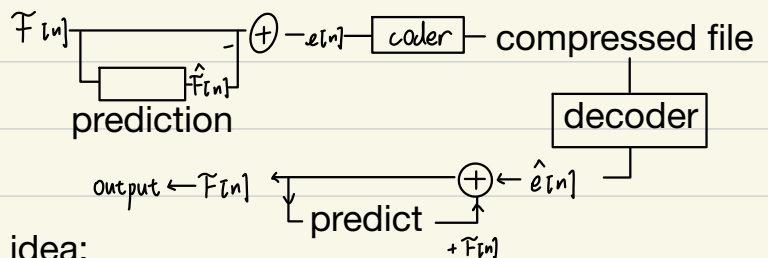 F[n] - + e[n] coder compressed file
F̂[n]
prediction
decoder
output ← F[n] + ← ê[n]
predict
+F[n]
idea: